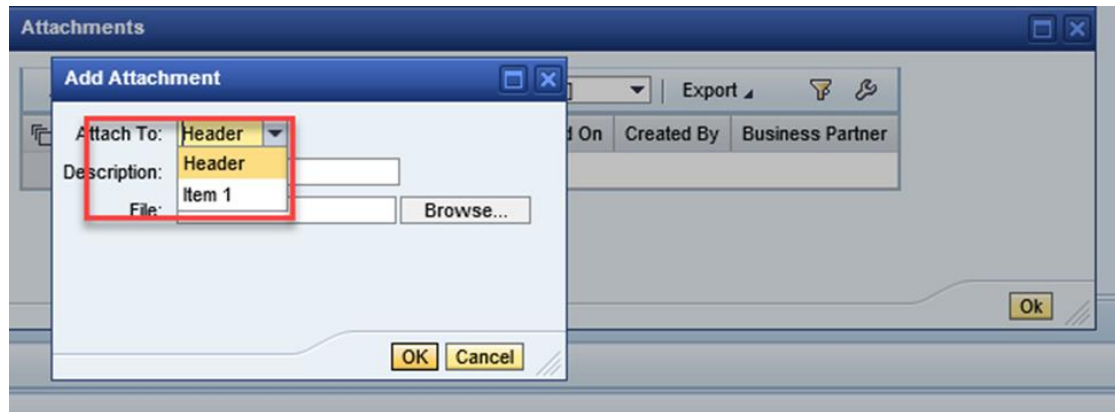 Attachments
Add Attachment
Export
Attach To: Header
d On Created By Business Partner
Header
Description:
Item 1
File: Browse...
Ok
OK Cancel